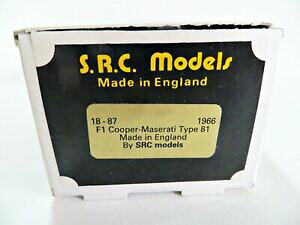 S.R.C. Models
Made in England
18-87 1966
F1 Cooper-Maserati Type 81
Made in England
By SRC models